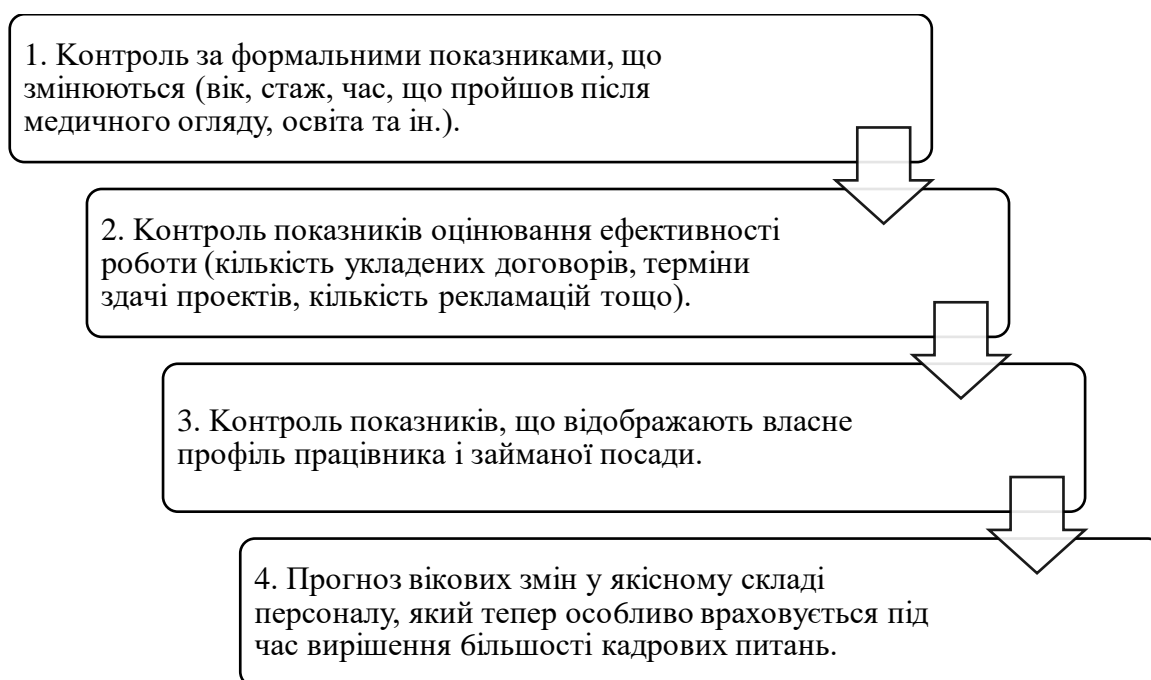 1. Контроль за формальними показниками, що
змінюються (вік, стаж, час, що пройшов після
медичного огляду, освіта та ін.).
2. Контроль показників оцінювання ефективності
роботи (кількість укладених договорів, терміни
здачі проектів, кількість рекламацій тощо).
3. Контроль показників, що відображають власне
профіль працівника і займаної посади.
4. Прогноз вікових змін у якісному складі
персоналу, який тепер особливо враховується під
час вирішення більшості кадрових питань.